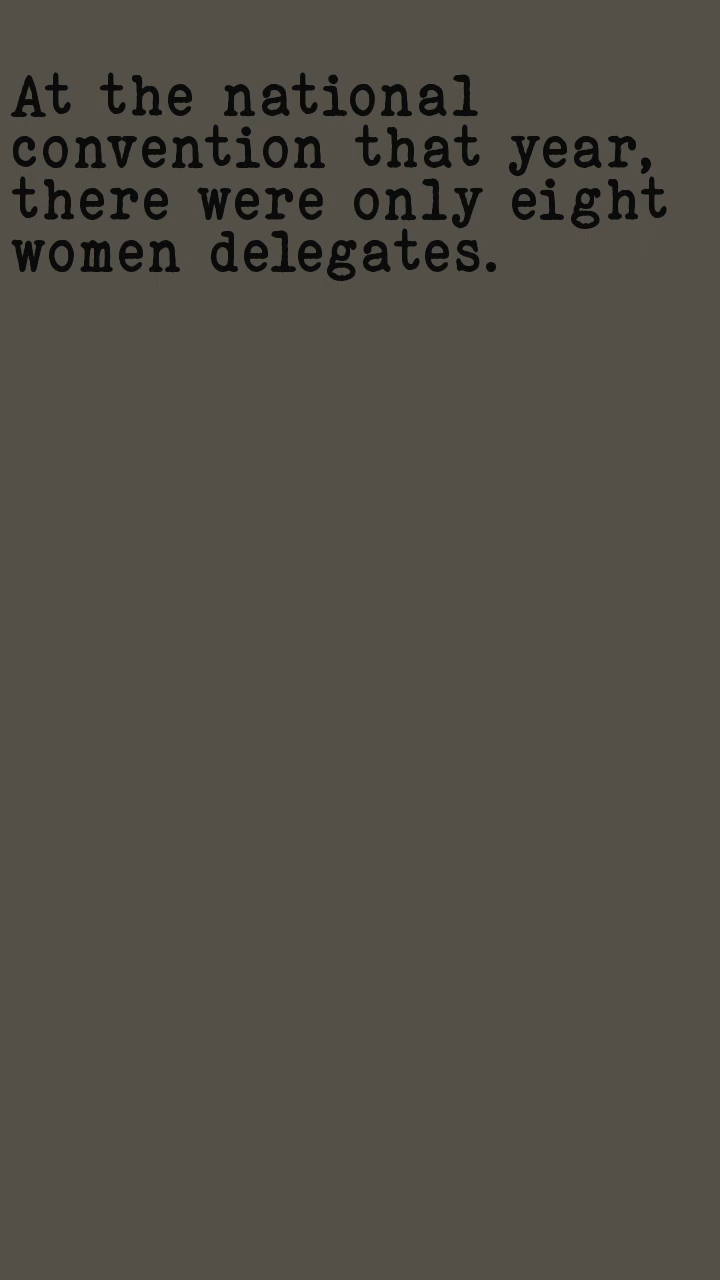 At the national
convention that year,
there were only eight
women delegates.